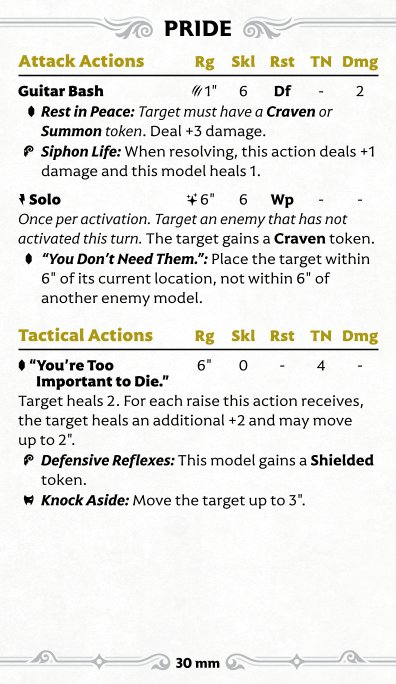 PRIDE
Attack Actions Rg Skl Rst TN Dmg
Guitar Bash 1" 6 Df - 2
Rest in Peace: Target must have a Craven or
Summon token. Deal +3 damage.
Siphon Life: When resolving, this action deals +1
damage and this model heals 1.
Solo 6" 6 Wp - -
Once per activation. Target an enemy that has not
activated this turn. The target gains a Craven token.
“You Don’t Need Them.”: Place the target within
6" of its current location, not within 6" of
another enemy model.
Tactical Actions Rg Skl Rst TN Dmg
“You’re Too 6" 0 - 4 -
Important to Die.”
Target heals 2. For each raise this action receives,
the target heals an additional +2 and may move
up to 2".
Defensive Reflexes: This model gains a Shielded
token.
Knock Aside: Move the target up to 3".
30 mm